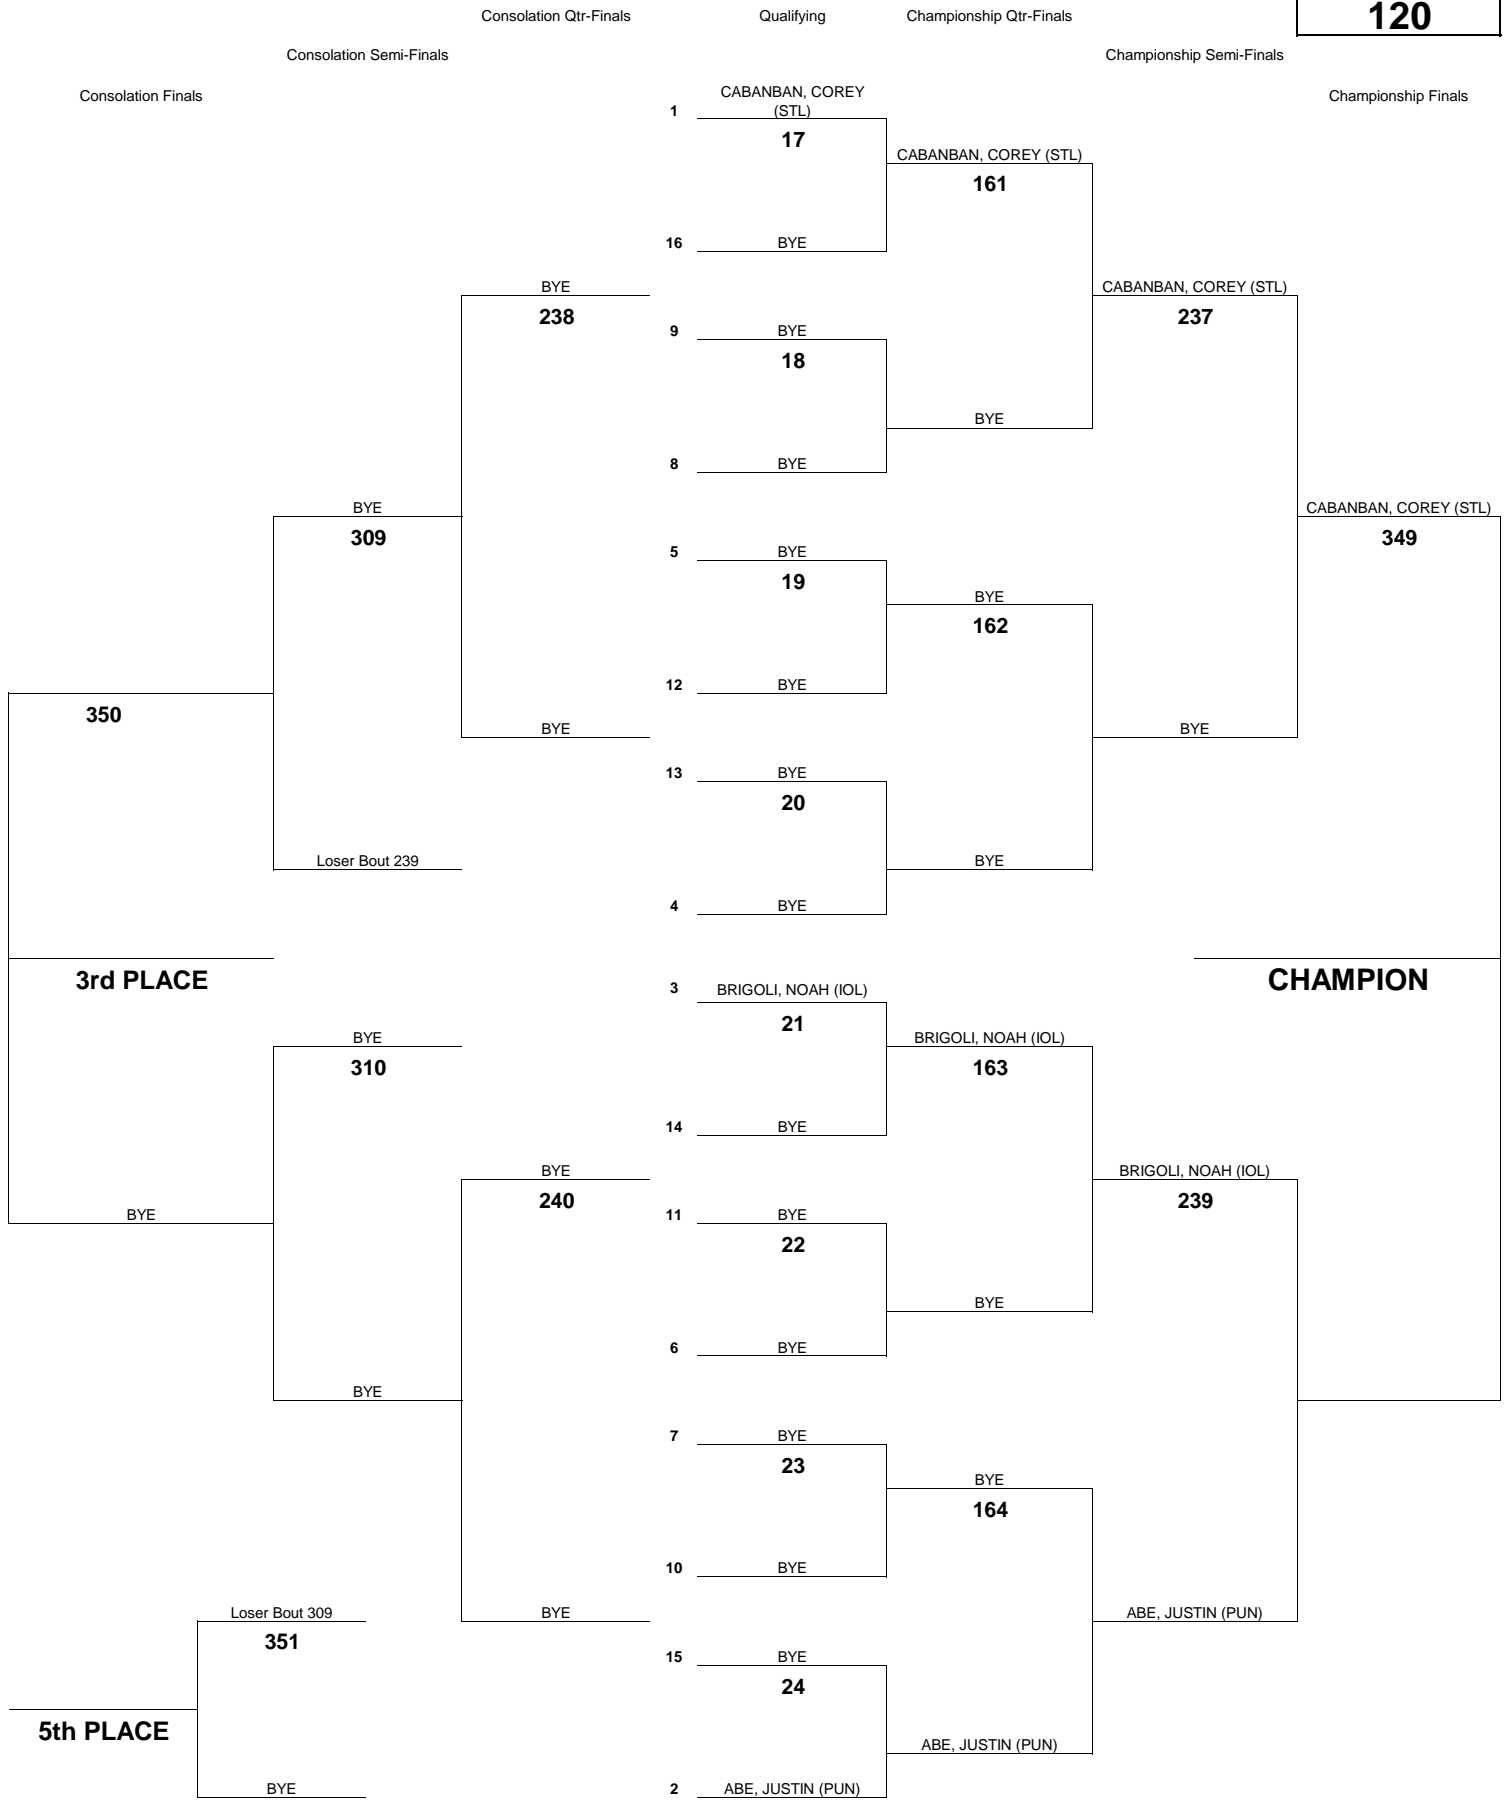 Consolation Qtr-Finals
Qualifying
Championship Qtr-Finals
120
Consolation Semi-Finals
Championship Semi-Finals
Consolation Finals
Championship Finals
CABANBAN, COREY
1
(STL)
17
CABANBAN, COREY (STL)
161
16
BYE
BYE
CABANBAN, COREY (STL)
238
237
9
BYE
18
BYE
8
BYE
BYE
CABANBAN, COREY (STL)
309
349
5
BYE
19
BYE
162
12
BYE
350
BYE
BYE
13
BYE
20
Loser Bout 239
BYE
4
BYE
3rd PLACE
CHAMPION
3
BRIGOLI, NOAH (IOL)
21
BYE
BRIGOLI, NOAH (IOL)
310
163
14
BYE
BYE
BRIGOLI, NOAH (IOL)
240
239
BYE
11
BYE
22
BYE
6
BYE
BYE
7
BYE
23
BYE
164
10
BYE
Loser Bout 309
BYE
ABE, JUSTIN (PUN)
351
15
BYE
24
5th PLACE
ABE, JUSTIN (PUN)
BYE
2
ABE, JUSTIN (PUN)